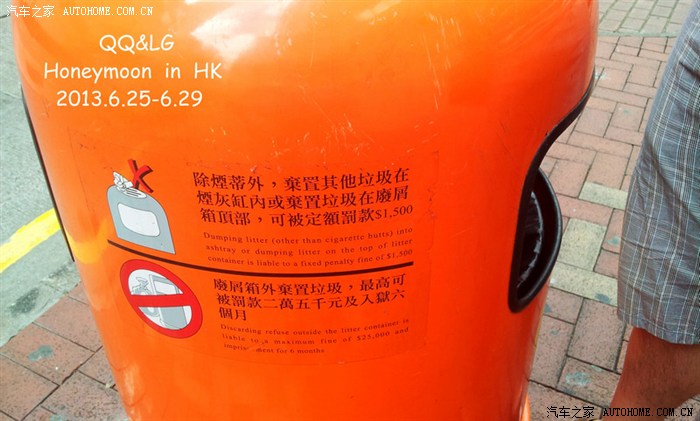 汽车之家 AUTOHOME.COM.CN
QQ&LG
Honeymoon in HK
2013.6.25-6.29
除煙蒂外，棄置其他垃圾在
煙灰缸內或棄置垃圾在廢屑
箱頂部，可被定額罰款$1,500
Dumping litter (other than cigarette butts) into
ashtray or dumping litter on the top of litter
container is liable to a fixed penalty fine of $1,500
廢屑箱外棄置垃圾，最高可
被罰款二萬五千元及入獄六
個月
Discarding refuse outside the litter container is
liable to a maximum fine of $25,000 and
ment for 6 months
汽车之家 AUTOHOME.COM.CN